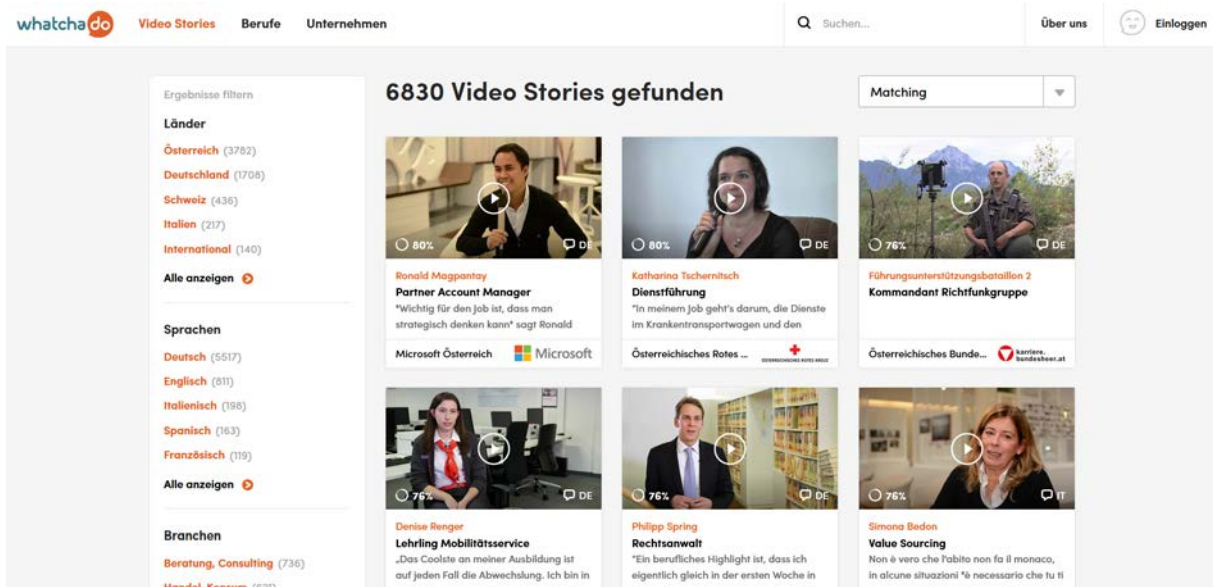 whatchado
Video Stories
Berufe
Unternehmen
Suchen...
Über uns
Einloggen
Ergebnisse filtern
Länder
Österreich (3782)
Deutschland (1708)
Schweiz (436)
Italien (217)
International (140)
Alle anzeigen
Sprachen
Deutsch (5517)
Englisch (811)
Italienisch (198)
Spanisch (163)
Französisch (119)
Alle anzeigen
Branchen
Beratung, Consulting (736)
6830 Video Stories gefunden
Matching
80%
DE
Ronald Magpantay
Partner Account Manager
"Wichtig für den Job ist, dass man
strategisch denken kann" sagt Ronald
Microsoft Österreich
Microsoft
80%
DE
Katharina Tschernitsch
Dienstführung
"In meinem Job geht's darum, die Dienste
im Krankentransportwagen und den
Österreichisches Rotes ...
ÖSTERREICHISCHES ROTES KREUZ
76%
DE
Führungsunterstützungsbataillon 2
Kommandant Richtfunkgruppe
Österreichisches Bunde...
karriere.
bundesheer.at
76%
DE
Denise Renger
Lehrling Mobilitätsservice
„Das Coolste an meiner Ausbildung ist
auf jeden Fall die Abwechslung. Ich bin in
76%
DE
Philipp Spring
Rechtsanwalt
"Ein berufliches Highlight ist, dass ich
eigentlich gleich in der ersten Woche in
76%
IT
Simona Bedon
Value Sourcing
Non è vero che l'abito non fa il monaco,
in alcune situazioni "è necessario che tu ti